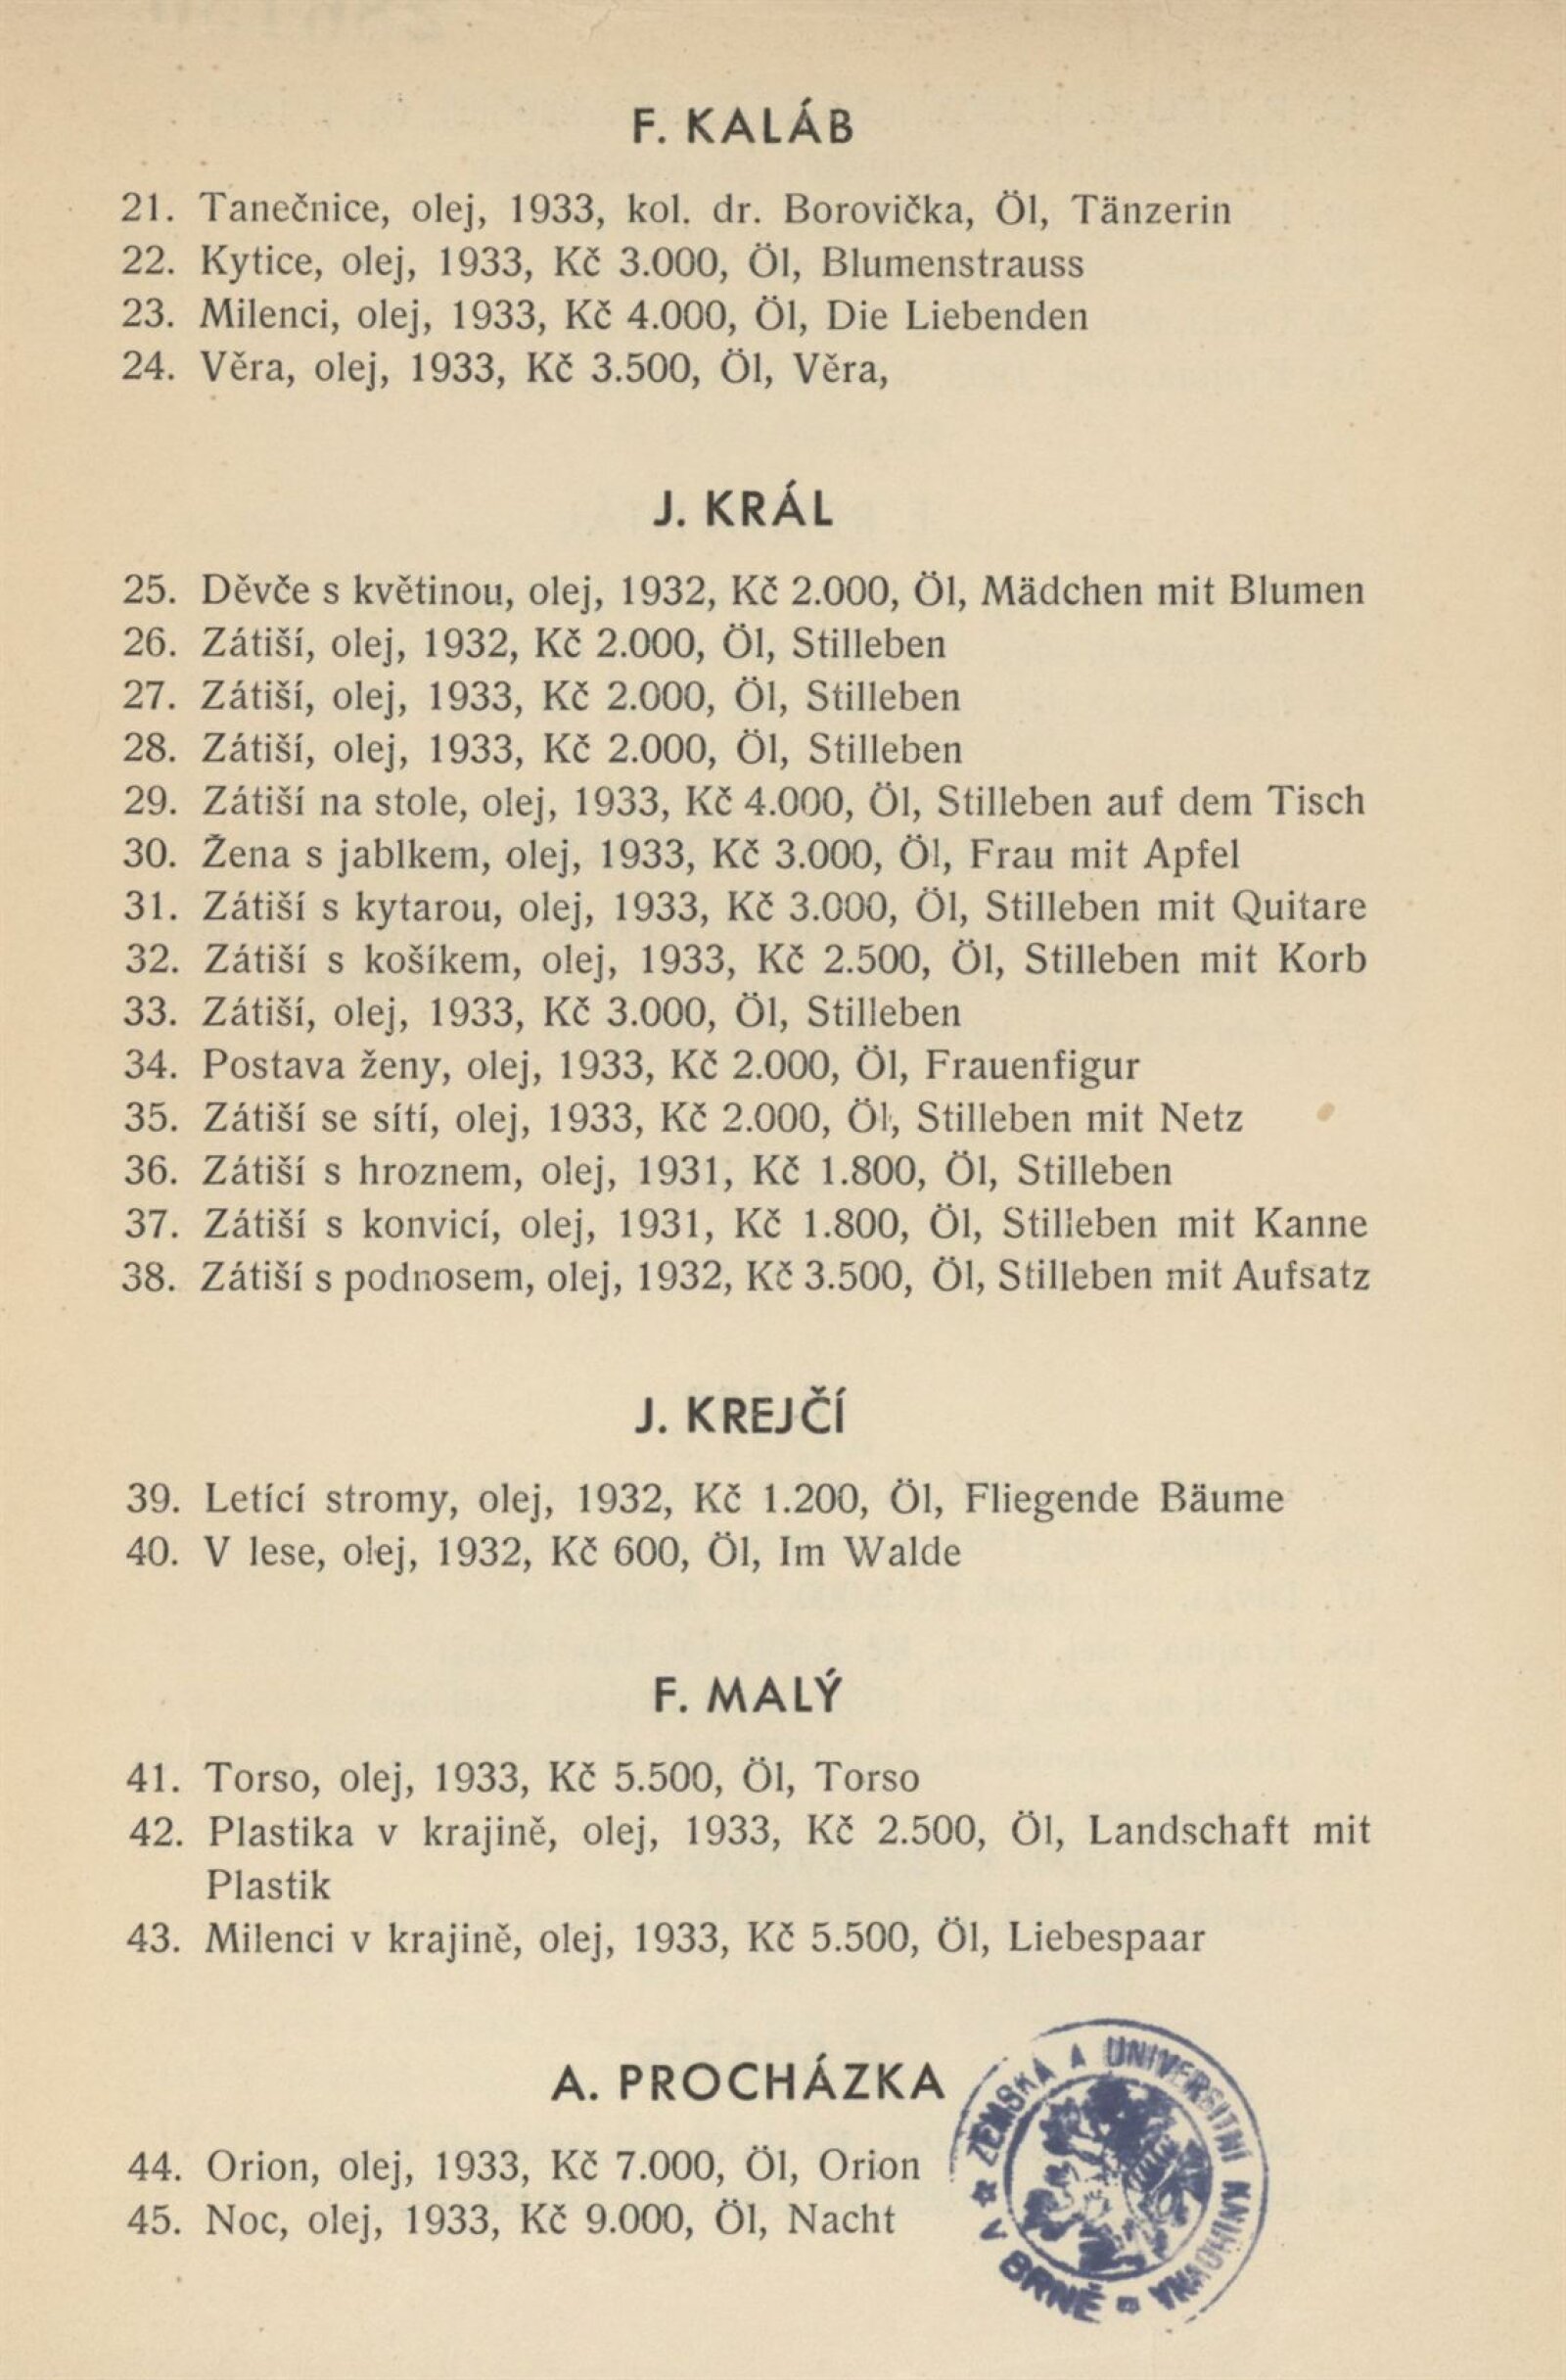 F. KALÁB
21. Tanečnice, olej, 1933, kol. dr. Borovička, Öl, Tänzerin
22. Kytice, olej, 1933, Kč 3.000, Öl, Blumenstrauss
23. Milenci, olej, 1933, Kč 4.000, Öl, Die Liebenden
24. Věra, olej, 1933, Kč 3.500, Öl, Věra,
J. KRÁL
25. Děvče s květinou, olej, 1932, Kč 2.000, Öl, Mädchen mit Blumen
26. Zátiší, olej, 1932, Kč 2.000, Öl, Stilleben
27. Zátiší, olej, 1933, Kč 2.000, Öl, Stilleben
28. Zátiší, olej, 1933, Kč 2.000, Öl, Stilleben
29. Zátiší na stole, olej, 1933, Kč 4.000, Öl, Stilleben auf dem Tisch
30. Žena s jablkem, olej, 1933, Kč 3.000, Öl, Frau mit Apfel
31. Zátiší s kytarou, olej, 1933, Kč 3.000, Öl, Stilleben mit Quitare
32. Zátiší s košíkem, olej, 1933, Kč 2.500, Öl, Stilleben mit Korb
33. Zátiší, olej, 1933, Kč 3.000, Öl, Stilleben
34. Postava ženy, olej, 1933, Kč 2.000, Öl, Frauenfigur
35. Zátiší se sítí, olej, 1933, Kč 2.000, Öl, Stilleben mit Netz
36. Zátiší s hroznem, olej, 1931, Kč 1.800, Öl, Stilleben
37. Zátiší s konvicí, olej, 1931, Kč 1.800, Öl, Stilleben mit Kanne
38. Zátiší s podnosem, olej, 1932, Kč 3.500, Öl, Stilleben mit Aufsatz
J. KREJČÍ
39. Letící stromy, olej, 1932, Kč 1.200, Öl, Fliegende Bäume
40. V lese, olej, 1932, Kč 600, Öl, Im Walde
F. MALÝ
41. Torso, olej, 1933, Kč 5.500, Öl, Torso
42. Plastika v krajině, olej, 1933, Kč 2.500, Öl, Landschaft mit
Plastik
43. Milenci v krajině, olej, 1933, Kč 5.500, Öl, Liebespaar
A. PROCHÁZKA
44. Orion, olej, 1933, Kč 7.000, Öl, Orion
45. Noc, olej, 1933, Kč 9.000, Öl, Nacht
ZEMSKÁ A UNIVERSITNÍ KNIHOVNA
V BRNĚ